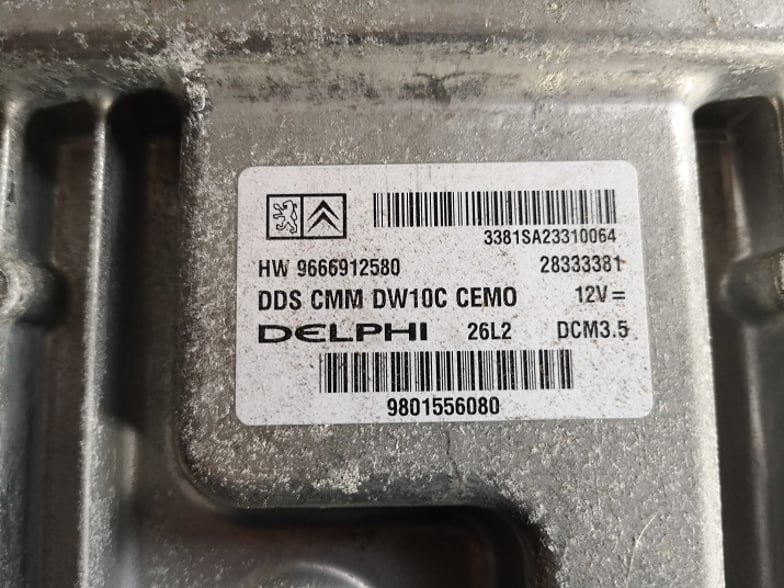 3381SA23310064
HW 9666912580 28333381
DDS CMM DW10C CEMO 12V =
DELPHI 26L2 DCM3.5
9801556080